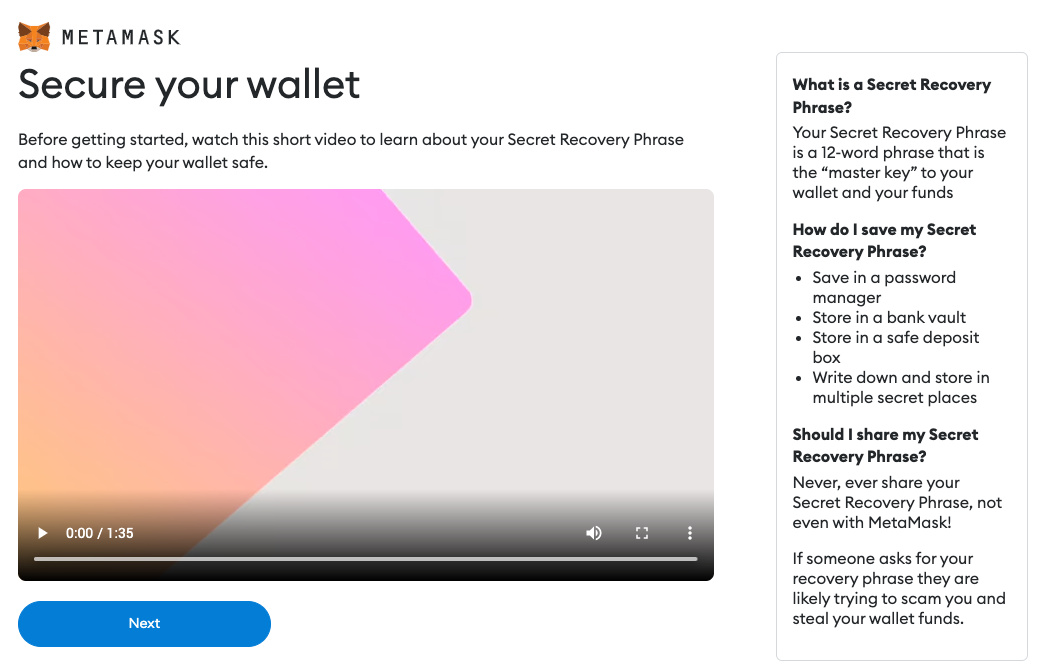 METAMASK
Secure your wallet
Before getting started, watch this short video to learn about your Secret Recovery Phrase
and how to keep your wallet safe.
0:00 / 1:35
Next
What is a Secret Recovery
Phrase?
Your Secret Recovery Phrase
is a 12-word phrase that is
the “master key” to your
wallet and your funds
How do I save my Secret
Recovery Phrase?
• Save in a password
manager
• Store in a bank vault
• Store in a safe deposit
box
• Write down and store in
multiple secret places
Should I share my Secret
Recovery Phrase?
Never, ever share your
Secret Recovery Phrase, not
even with MetaMask!
If someone asks for your
recovery phrase they are
likely trying to scam you and
steal your wallet funds.